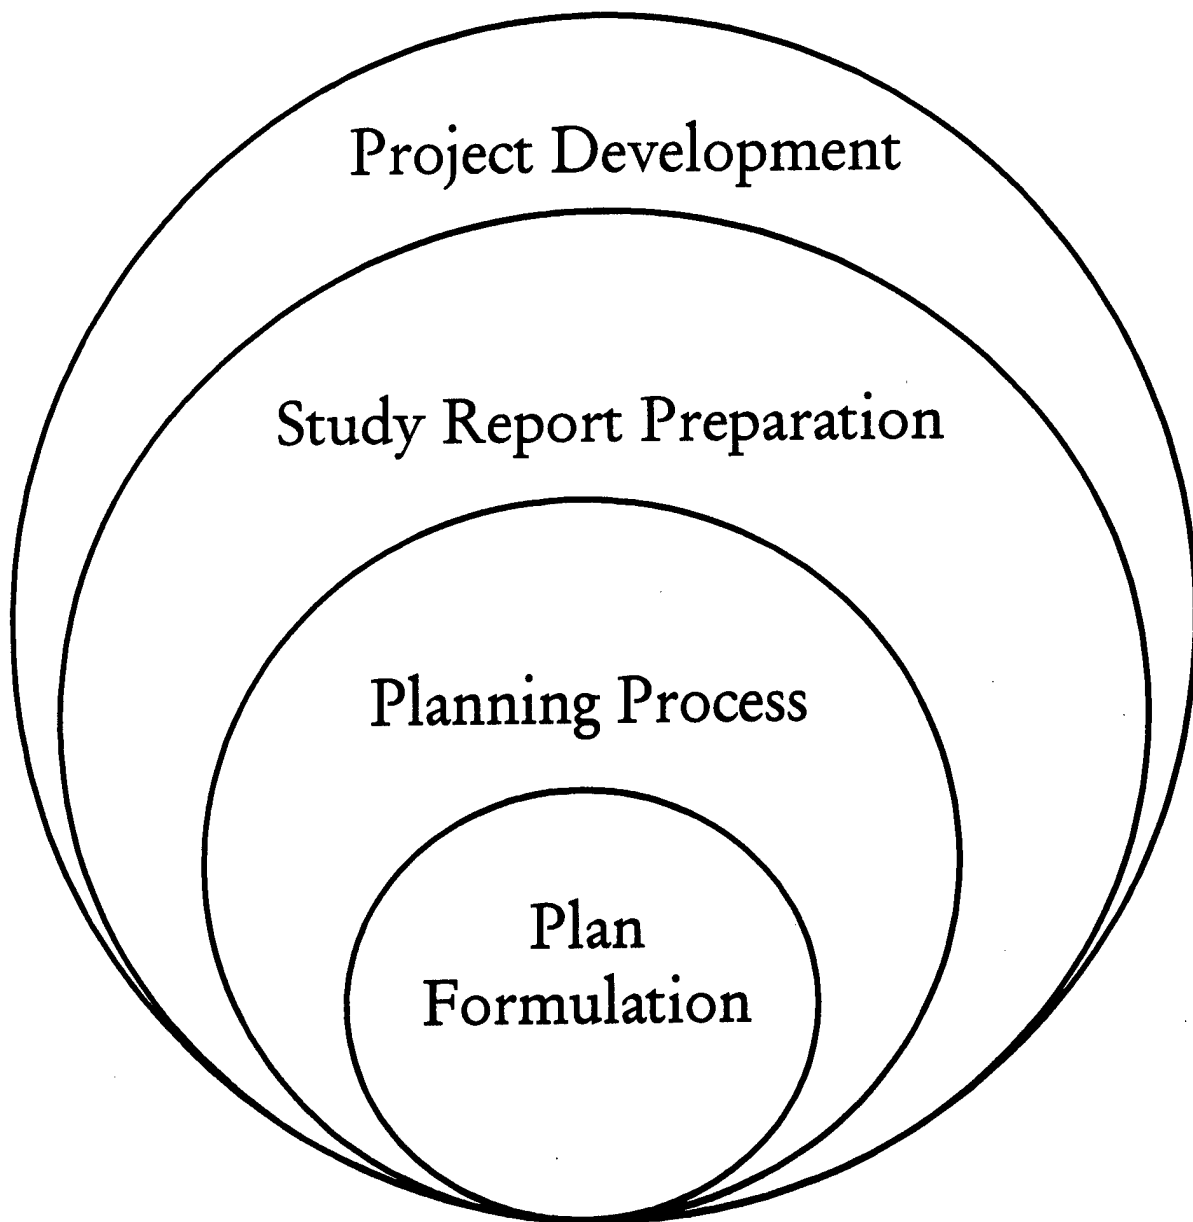 Project Development
Study Report Preparation
Planning Process
Plan
Formulation